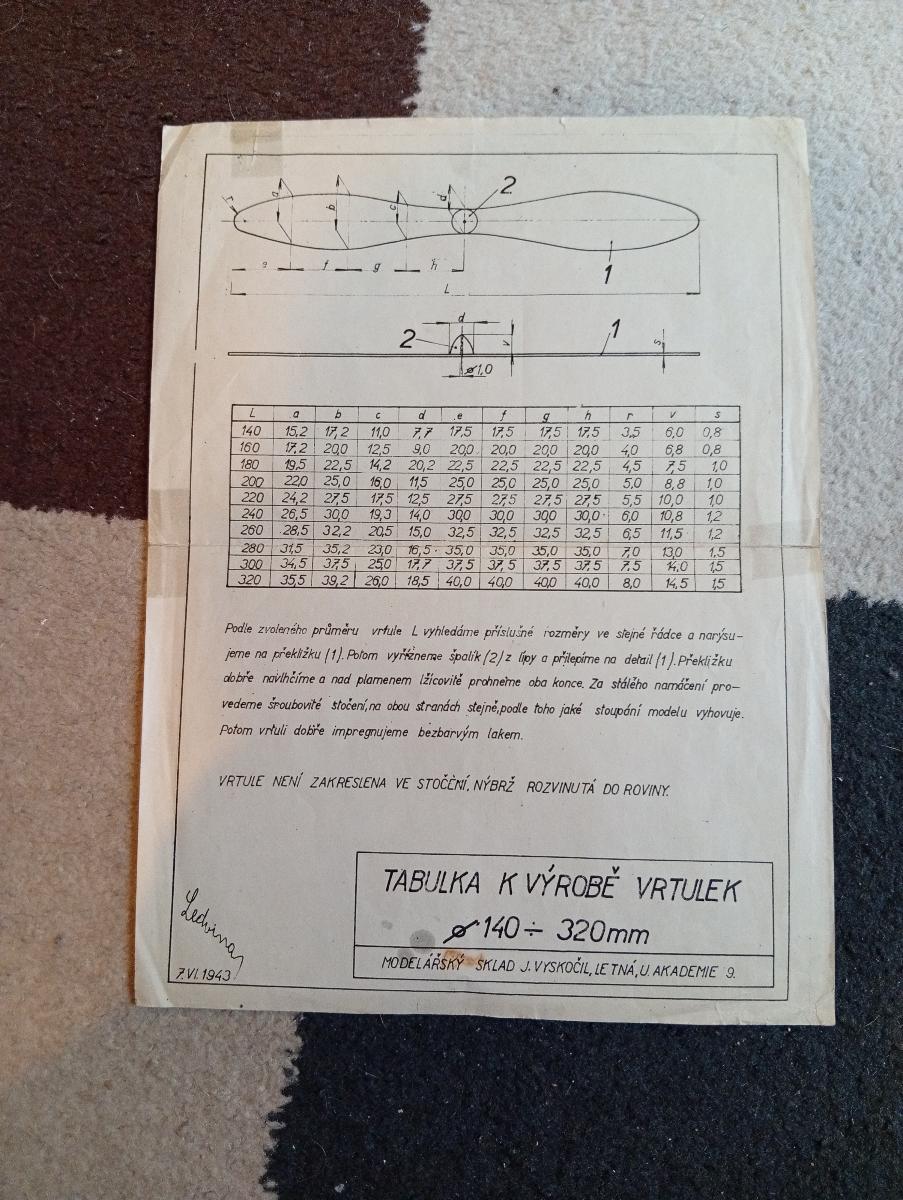 r a b c d 2
e f g h 1
L
d
2 v 1 s
⌀1,0
L a b c d e f g h r v s
140 15,2 17,2 11,0 7,7 17,5 17,5 17,5 17,5 3,5 6,0 0,8
160 17,2 20,0 12,5 9,0 20,0 20,0 20,0 20,0 4,0 6,8 0,8
180 19,5 22,5 14,2 20,2 22,5 22,5 22,5 22,5 4,5 7,5 1,0
200 22,0 25,0 16,0 11,5 25,0 25,0 25,0 25,0 5,0 8,8 1,0
220 24,2 27,5 17,5 12,5 27,5 27,5 27,5 27,5 5,5 10,0 1,0
240 26,5 30,0 19,3 14,0 30,0 30,0 30,0 30,0 6,0 10,8 1,2
260 28,5 32,2 20,5 15,0 32,5 32,5 32,5 32,5 6,5 11,5 1,2
280 31,5 35,2 23,0 16,5 35,0 35,0 35,0 35,0 7,0 13,0 1,5
300 34,5 37,5 25,0 17,7 37,5 37,5 37,5 37,5 7,5 14,0 1,5
320 35,5 39,2 26,0 18,5 40,0 40,0 40,0 40,0 8,0 14,5 1,5
Podle zvoleného průměru vrtule L vyhledáme příslušné rozměry ve stejné řádce a narýsu-
jeme na překližku (1). Potom vyřízneme špalík (2) z lípy a přilepíme na detail (1). Překližku
dobře navlhčíme a nad plamenem lžícovitě prohneme oba konce. Za stálého namáčení pro-
vedeme šroubovité stočení, na obou stranách stejně, podle toho jaké stoupání modelu vyhovuje.
Potom vrtuli dobře impregnujeme bezbarvým lakem.
VRTULE NENÍ ZAKRESLENA VE STOČENÍ, NÝBRŽ ROZVINUTÁ DO ROVINY.
TABULKA K VÝROBĚ VRTULEK
⌀ 140 ÷ 320mm
MODELÁŘSKÝ SKLAD J. VYSKOČIL, LETNÁ, U AKADEMIE 9.
Ledvina
7. VI. 1943